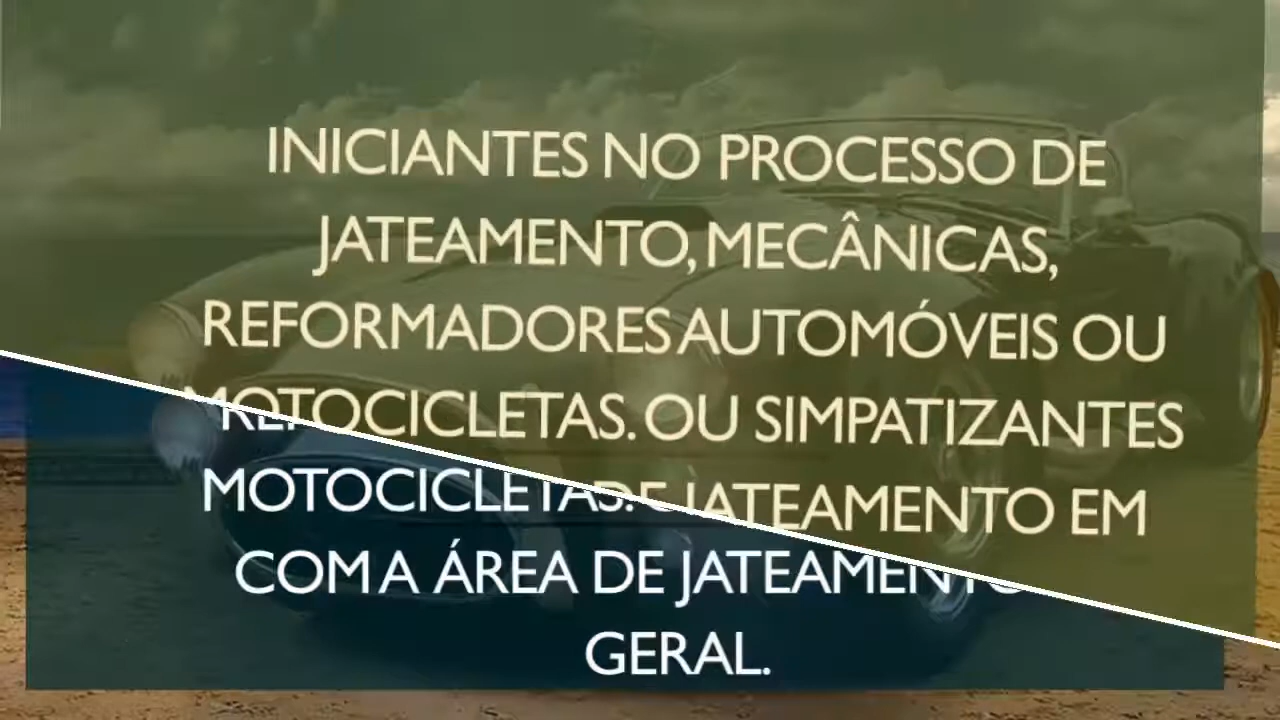 INICIANTES NO PROCESSO DE
JATEAMENTO, MECÂNICAS,
REFORMADORES AUTOMÓVEIS OU
MOTOCICLETAS. OU SIMPATIZANTES
JATEAMENTO EM
MOTOCICLETAS.
COM A ÁREA DE JATEAMENTO
GERAL.